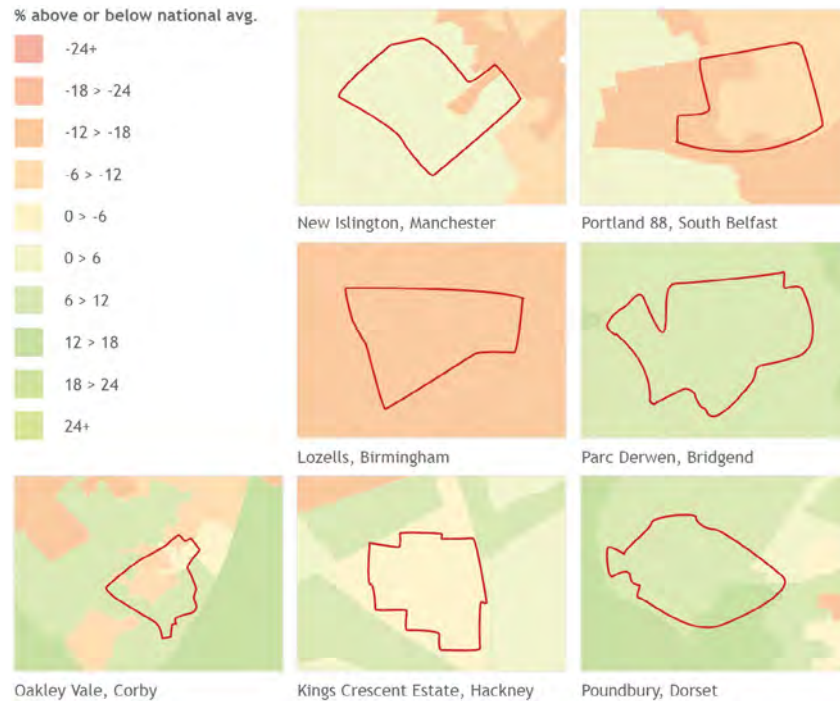 % above or below national avg.
-24+
-18 > -24
-12 > -18
-6 > -12
0 > -6
0 > 6
6 > 12
12 > 18
18 > 24
24+
New Islington, Manchester
Portland 88, South Belfast
Lozells, Birmingham
Parc Derwen, Bridgend
Oakley Vale, Corby
Kings Crescent Estate, Hackney
Poundbury, Dorset